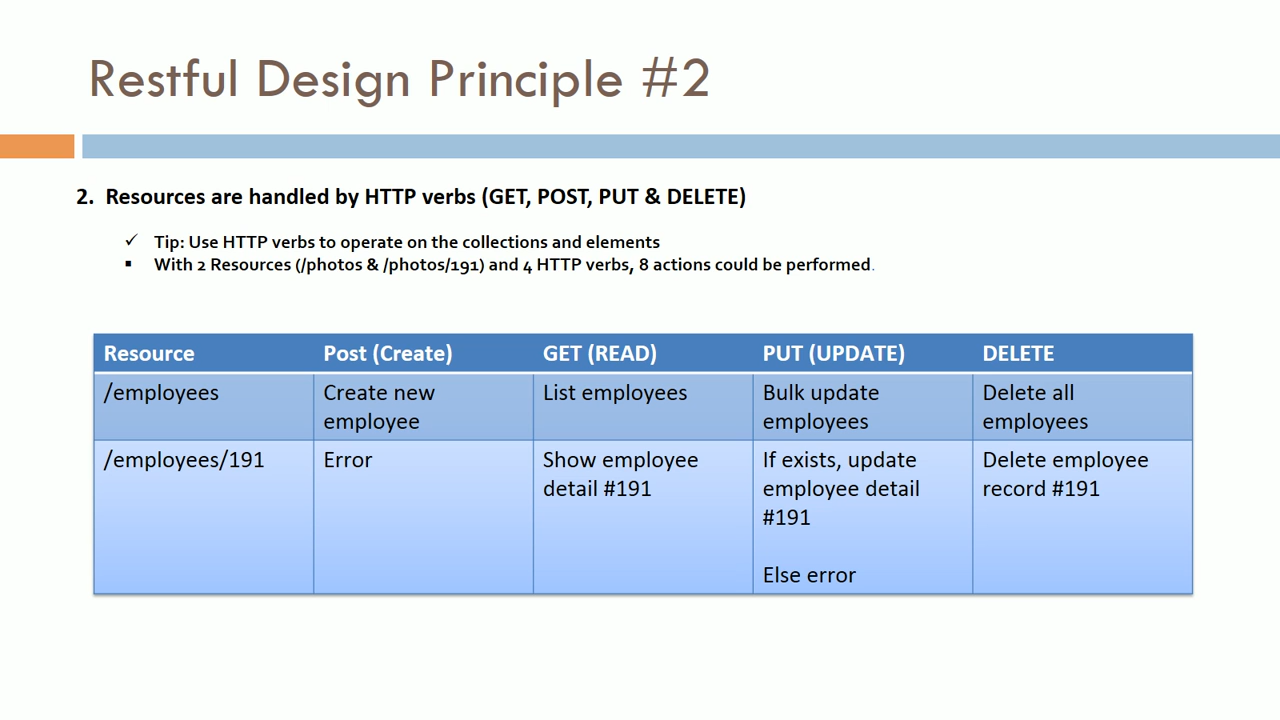 Restful Design Principle #2
2. Resources are handled by HTTP verbs (GET, POST, PUT & DELETE)
✓ Tip: Use HTTP verbs to operate on the collections and elements
▪ With 2 Resources (/photos & /photos/191) and 4 HTTP verbs, 8 actions could be performed.
Resource Post (Create) GET (READ) PUT (UPDATE) DELETE
/employees
Create new
employee
List employees
Bulk update
employees
Delete all
employees
/employees/191
Error
Show employee
detail #191
If exists, update
employee detail
#191
Else error
Delete employee
record #191